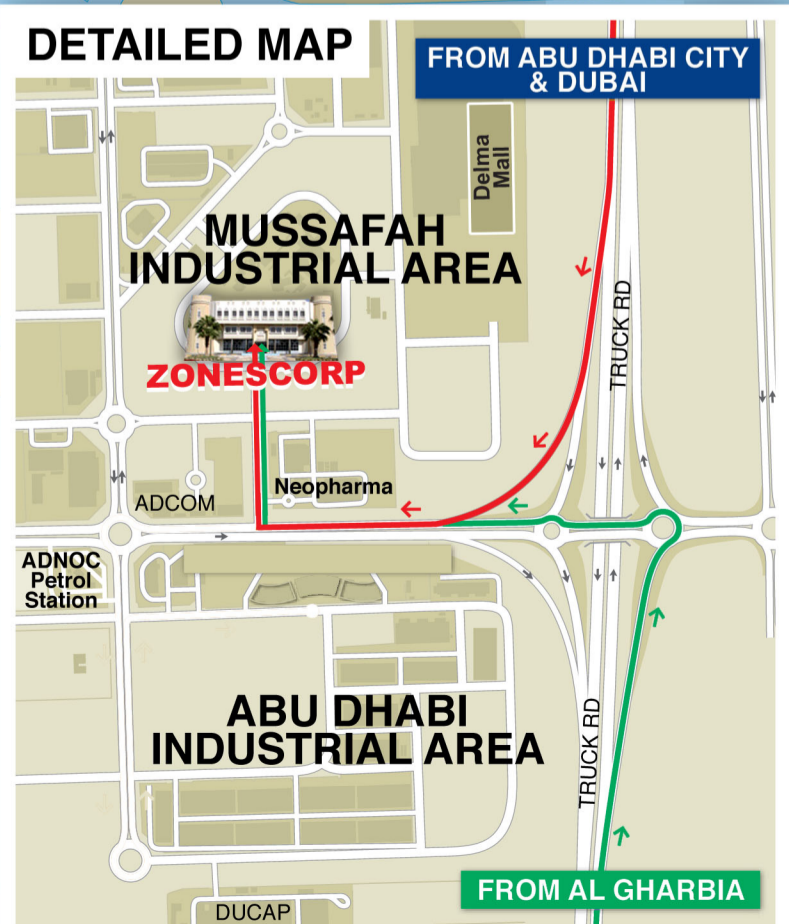 DETAILED MAP
FROM ABU DHABI CITY
& DUBAI
Delma
Mall
MUSSAFAH
INDUSTRIAL AREA
TRUCK RD
ZONESCORP
Neopharma
ADCOM
ADNOC
Petrol
Station
ABU DHABI
INDUSTRIAL AREA
TRUCK RD
FROM AL GHARBIA
DUCAP